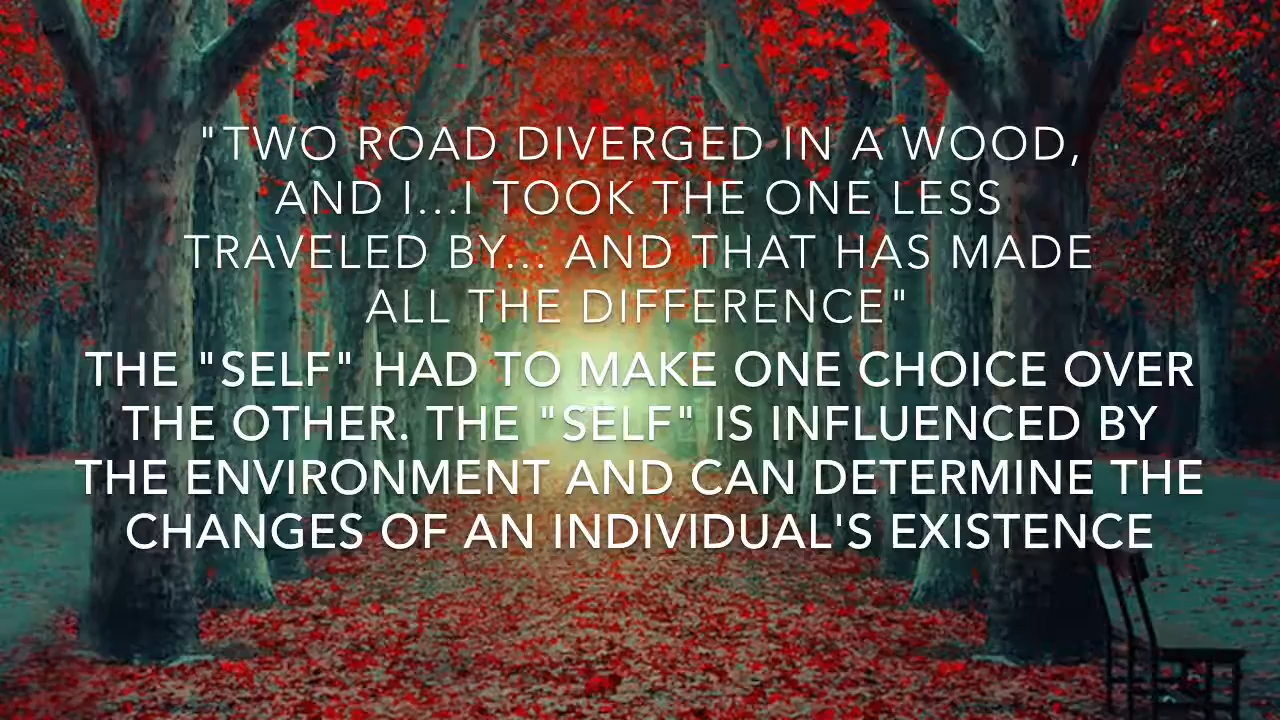 "TWO ROAD DIVERGED IN A WOOD,
AND I...I TOOK THE ONE LESS
TRAVELED BY... AND THAT HAS MADE
ALL THE DIFFERENCE"
THE "SELF" HAD TO MAKE ONE CHOICE OVER
THE OTHER. THE "SELF" IS INFLUENCED BY
THE ENVIRONMENT AND CAN DETERMINE THE
CHANGES OF AN INDIVIDUAL'S EXISTENCE